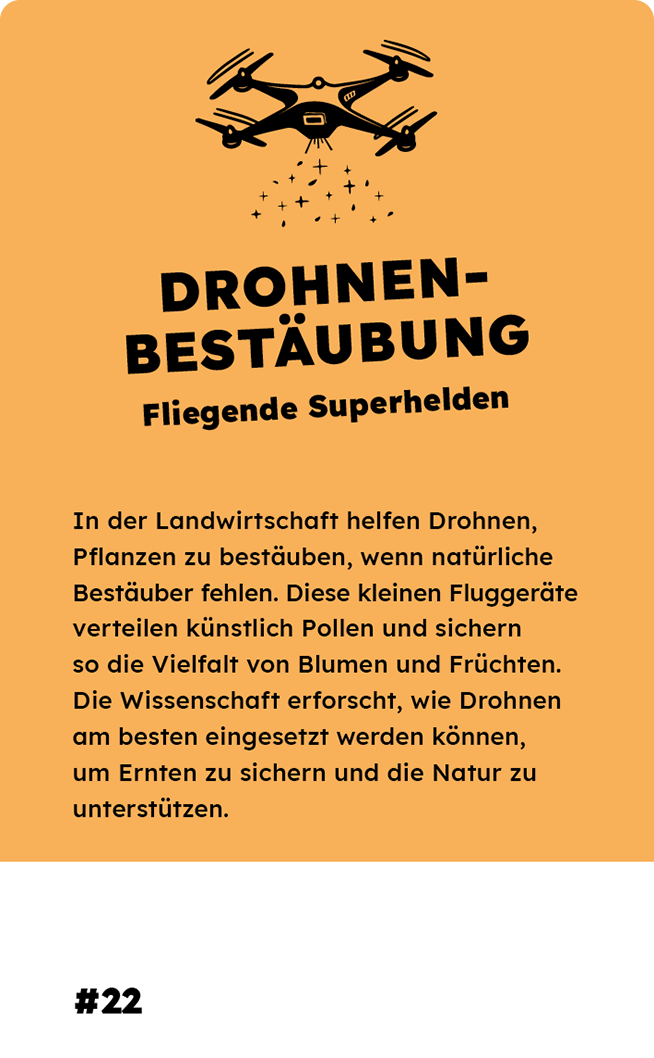 DROHNEN-
BESTÄUBUNG
Fliegende Superhelden
In der Landwirtschaft helfen Drohnen,
Pflanzen zu bestäuben, wenn natürliche
Bestäuber fehlen. Diese kleinen Fluggeräte
verteilen künstlich Pollen und sichern
so die Vielfalt von Blumen und Früchten.
Die Wissenschaft erforscht, wie Drohnen
am besten eingesetzt werden können,
um Ernten zu sichern und die Natur zu
unterstützen.
#22